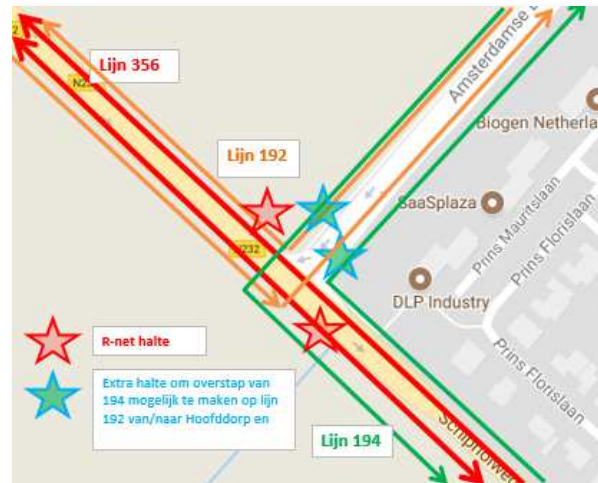 Lijn 356
Amsterdamse
Biogen Netherla
Lijn 192
SaaSplaza
Prins Mauritslaan
Prins Florislaan
N232
DLP Industry
R-net halte
Prins Florislaan
Extra halte om overstap van
194 mogelijk te maken op lijn
192 van/naar Hoofddorp en
Lijn 194
Schipholweg